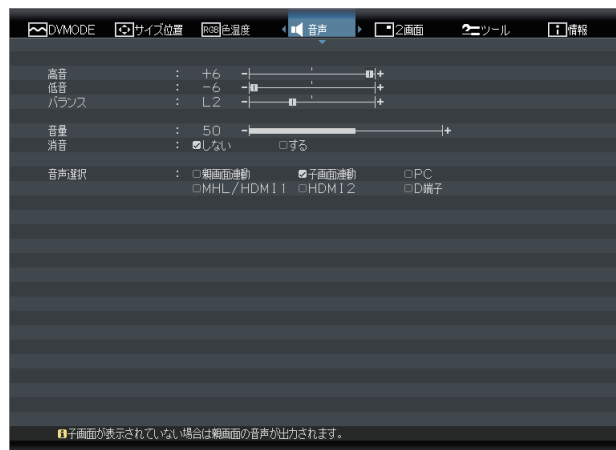 DVMODE サイズ位置 RGB色温度 音声 2画面 ツール 情報
高音 : +6 - +
低音 : -6 - +
バランス : L2 - +
音量 : 50 - +
消音 : しない する
音声選択 : 親画面連動 子画面連動 PC
MHL/HDMI1 HDMI2 D端子
子画面が表示されていない場合は親画面の音声が出力されます。